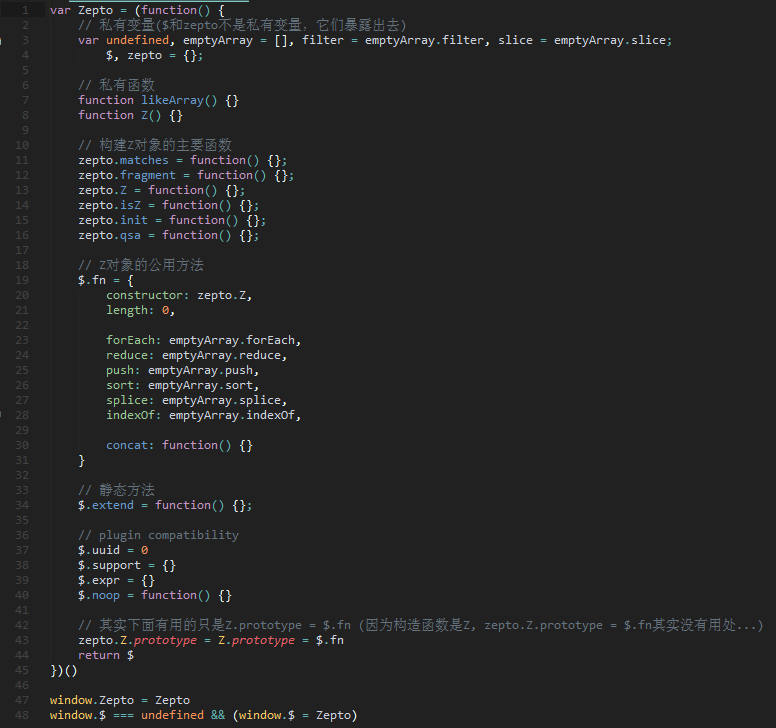 1 var Zepto = (function() {
2 // 私有变量($和zepto不是私有变量，它们暴露出去)
3 var undefined, emptyArray = [], filter = emptyArray.filter, slice = emptyArray.slice;
4 $, zepto = {};
5
6 // 私有函数
7 function likeArray() {}
8 function Z() {}
9
10 // 构建Z对象的主要函数
11 zepto.matches = function() {};
12 zepto.fragment = function() {};
13 zepto.Z = function() {};
14 zepto.isZ = function() {};
15 zepto.init = function() {};
16 zepto.qsa = function() {};
17
18 // Z对象的公用方法
19 $.fn = {
20 constructor: zepto.Z,
21 length: 0,
22
23 forEach: emptyArray.forEach,
24 reduce: emptyArray.reduce,
25 push: emptyArray.push,
26 sort: emptyArray.sort,
27 splice: emptyArray.splice,
28 indexOf: emptyArray.indexOf,
29
30 concat: function() {}
31 }
32
33 // 静态方法
34 $.extend = function() {};
35
36 // plugin compatibility
37 $.uuid = 0
38 $.support = {}
39 $.expr = {}
40 $.noop = function() {}
41
42 // 其实下面有用的只是Z.prototype = $.fn (因为构造函数是Z, zepto.Z.prototype = $.fn其实没有用处...)
43 zepto.Z.prototype = Z.prototype = $.fn
44 return $
45 })()
46
47 window.Zepto = Zepto
48 window.$ === undefined && (window.$ = Zepto)